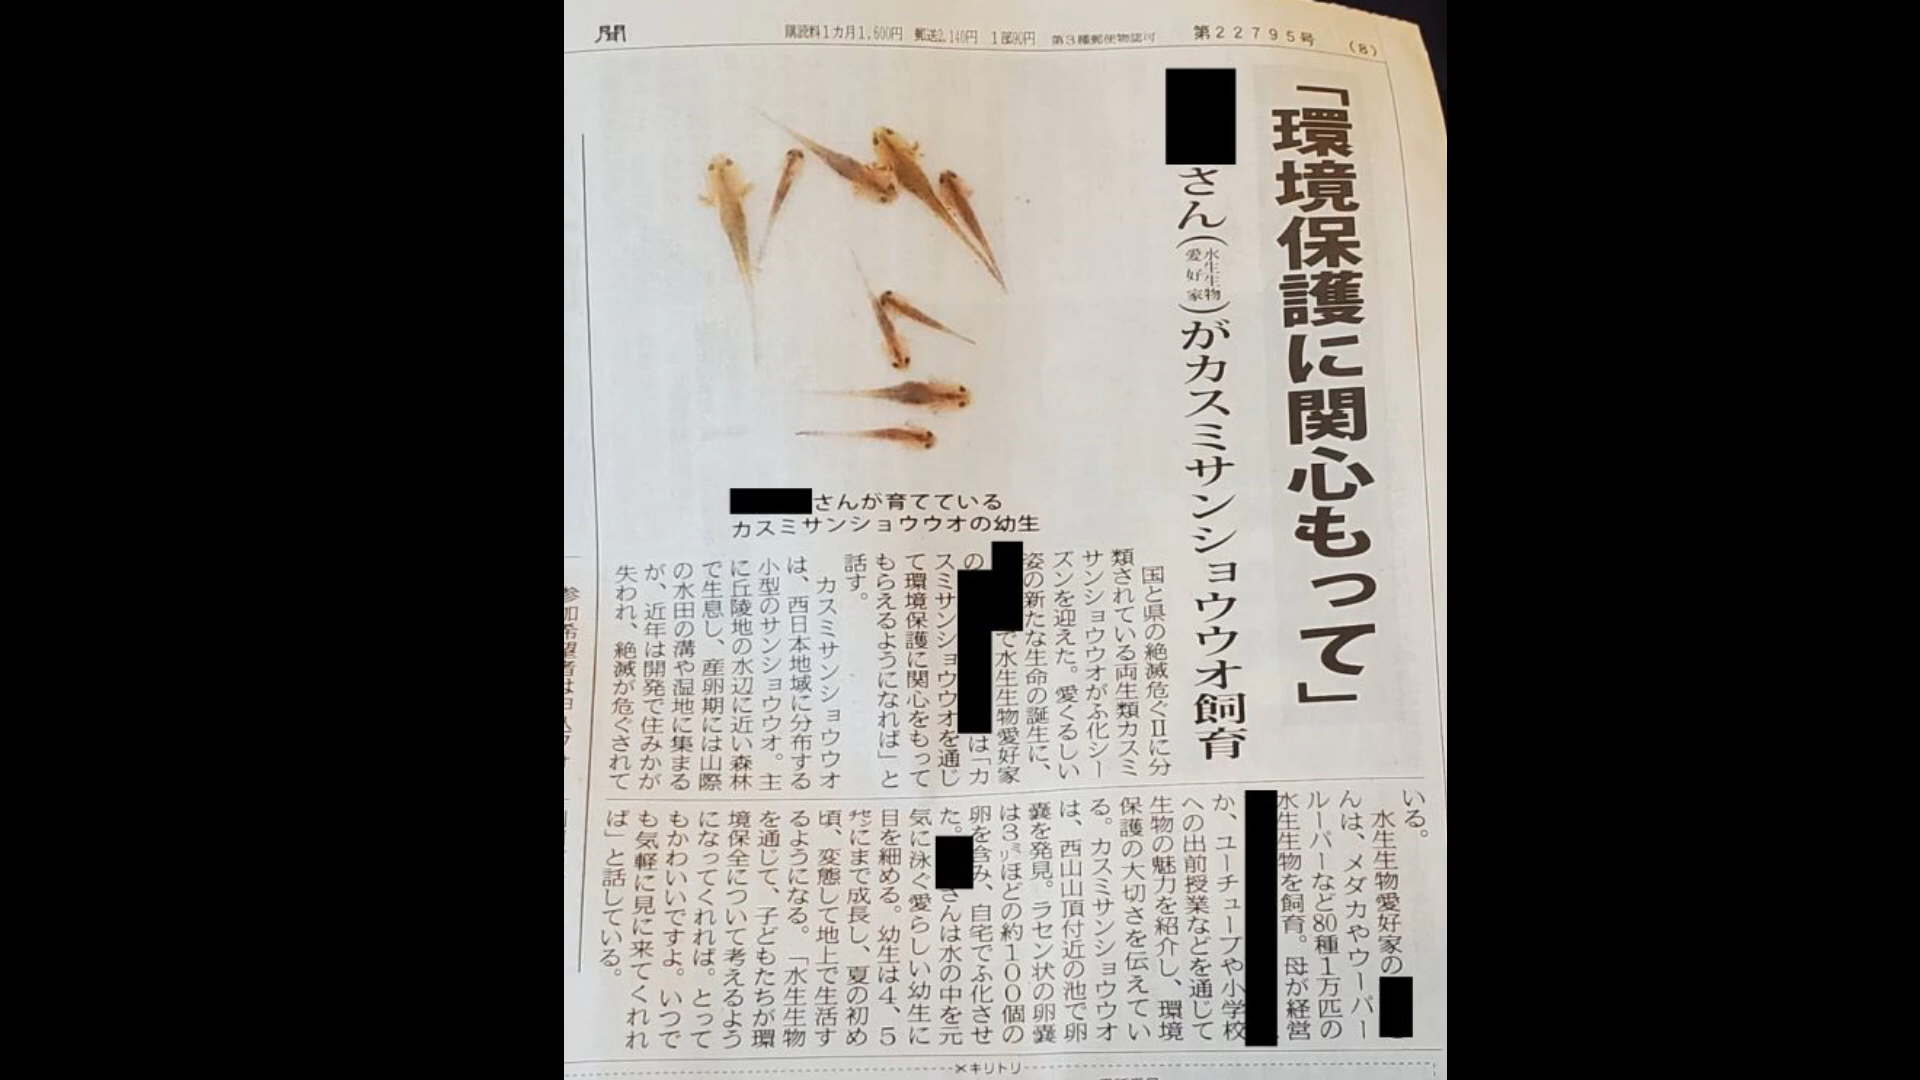 聞
購読料1カ月1,600円 郵送2,140円 1部90円 第3種郵便物認可 第22795号 (8)
「環境保護に関心もって」
さん(水生生物愛好家)がカスミサンショウウオ飼育
さんが育てている
カスミサンショウウオの幼生
国と県の絶滅危ぐⅡに分
類されている両生類カスミ
サンショウウオがふ化シー
ズンを迎えた。愛くるしい
姿の新たな生命の誕生に、
で水生生物愛好家
の
は「カ
スミサンショウウオを通じ
て環境保護に関心をもって
もらえるようになれば」と
話す。
カスミサンショウウオ
は、西日本地域に分布する
小型のサンショウウオ。主
に丘陵地の水辺に近い森林
で生息し、産卵期には山際
の水田の溝や湿地に集まる
が、近年は開発で住みかが
失われ、絶滅が危ぐされて
いる。
水生生物愛好家の
んは、メダカやウーパー
ルーパーなど80種1万匹の
水生生物を飼育。母が経営
か、ユーチューブや小学校
への出前授業などを通じて
生物の魅力を紹介し、環境
保護の大切さを伝えてい
る。カスミサンショウウオ
は、西山山頂付近の池で卵
嚢を発見。ラセン状の卵嚢
は3㍉ほどの約100個の
卵を含み、自宅でふ化させ
た。
さんは水の中を元
気に泳ぐ愛らしい幼生に
目を細める。幼生は4、5
㌢にまで成長し、夏の初め
頃、変態して地上で生活す
るようになる。「水生生物
を通じて、子どもたちが環
境保全について考えるよう
になってくれれば。とって
もかわいいですよ。いつで
も気軽に見に来てくれれ
ば」と話している。
参加希望者は
キリトリ